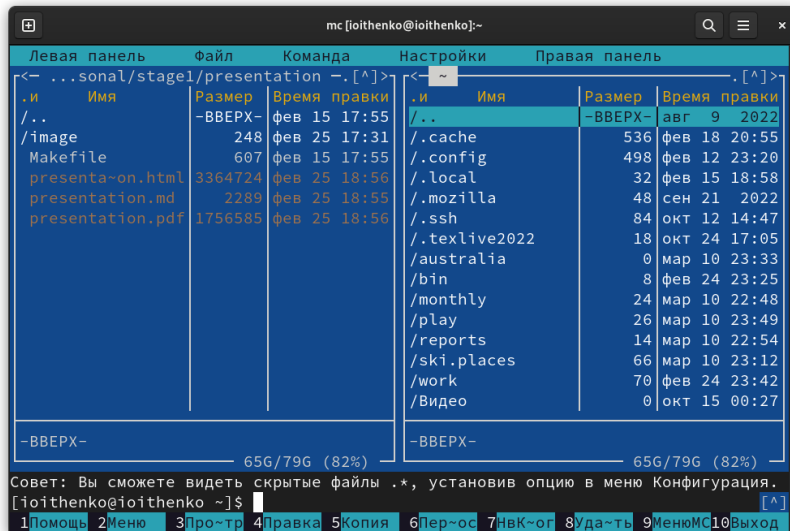 mc [ioithenko@ioithenko]:~
Левая панель Файл Команда Настройки Правая панель
<─ ...sonal/stage1/presentation ─.[^]>
.и Имя Размер Время правки
/.. -ВВЕРХ- фев 15 17:55
/image 248 фев 25 17:31
Makefile 607 фев 15 17:55
presenta~on.html 3364724 фев 25 18:56
presentation.md 2289 фев 25 18:55
presentation.pdf 1756585 фев 25 18:56
-ВВЕРХ-
65G/79G (82%)
<─ ~ ─.[^]>
.и Имя Размер Время правки
/.. -ВВЕРХ- авг 9 2022
/.cache 536 фев 18 20:55
/.config 498 фев 12 23:20
/.local 32 фев 15 18:58
/.mozilla 48 сен 21 2022
/.ssh 84 окт 12 14:47
/.texlive2022 18 окт 24 17:05
/australia 0 мар 10 23:33
/bin 8 фев 24 23:25
/monthly 24 мар 10 22:48
/play 26 мар 10 23:49
/reports 14 мар 10 22:54
/ski.places 66 мар 10 23:12
/work 70 фев 24 23:42
/Видео 0 окт 15 00:27
-ВВЕРХ-
65G/79G (82%)
Совет: Вы сможете видеть скрытые файлы .*, установив опцию в меню Конфигурация.
[ioithenko@ioithenko ~]$ [^]
1Помощь 2Меню 3Про~тр 4Правка 5Копия 6Пер~ос 7НвК~ог 8Уда~ть 9МенюMC 10Выход